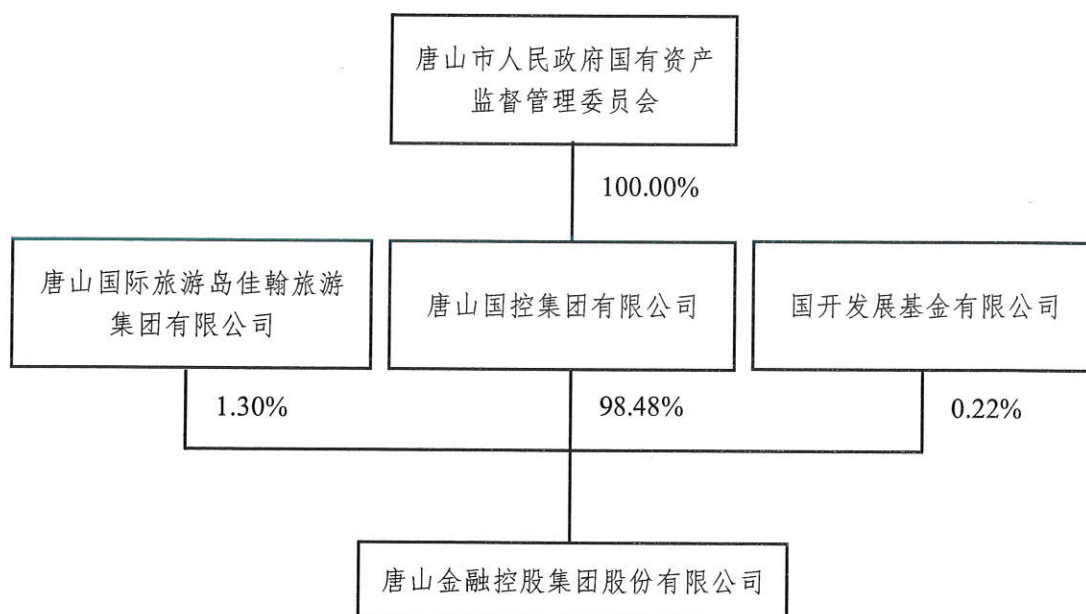 唐山市人民政府国有资产
监督管理委员会
100.00%
唐山国际旅游岛佳翰旅游
集团有限公司
唐山国控集团有限公司
国开发展基金有限公司
1.30%
98.48%
0.22%
唐山金融控股集团股份有限公司